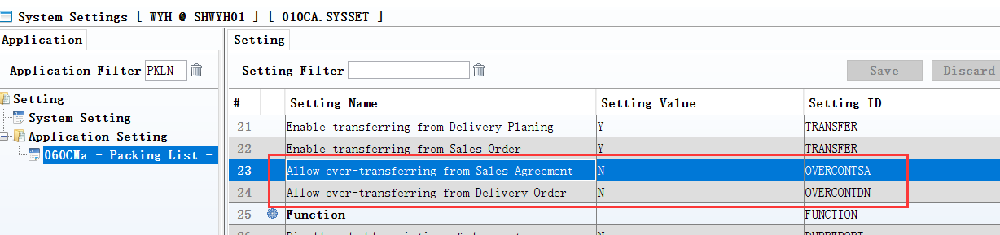 System Settings [ WYH @ SHWYH01 ] [ 010CA.SYSSET ]
Application
Application Filter PKLN
Setting
System Setting
Application Setting
060CMa - Packing List -
Setting
Setting Filter
Save
Discard
# Setting Name Setting Value Setting ID
21 Enable transferring from Delivery Planing Y TRANSFER
22 Enable transferring from Sales Order Y TRANSFER
23 Allow over-transferring from Sales Agreement N OVERCONTSA
24 Allow over-transferring from Delivery Order N OVERCONTDN
25 Function FUNCTION